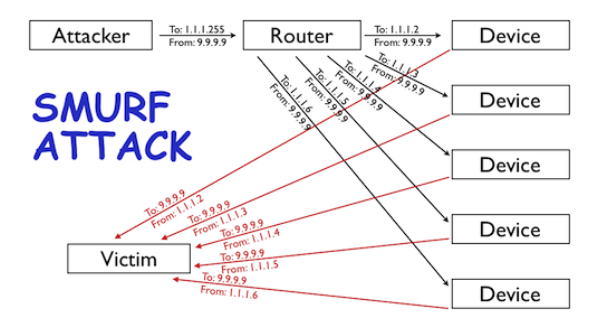 Attacker
To: 1.1.1.255
From: 9.9.9.9
Router
To: 1.1.1.2
From: 9.9.9.9
Device
To: 1.1.1.3
From: 9.9.9.9
Device
To: 1.1.1.4
From: 9.9.9.9
Device
To: 1.1.1.5
From: 9.9.9.9
Device
To: 1.1.1.6
From: 9.9.9.9
Device
SMURF
ATTACK
To: 9.9.9.9
From: 1.1.1.2
To: 9.9.9.9
From: 1.1.1.3
To: 9.9.9.9
From: 1.1.1.4
To: 9.9.9.9
From: 1.1.1.5
To: 9.9.9.9
From: 1.1.1.6
Victim